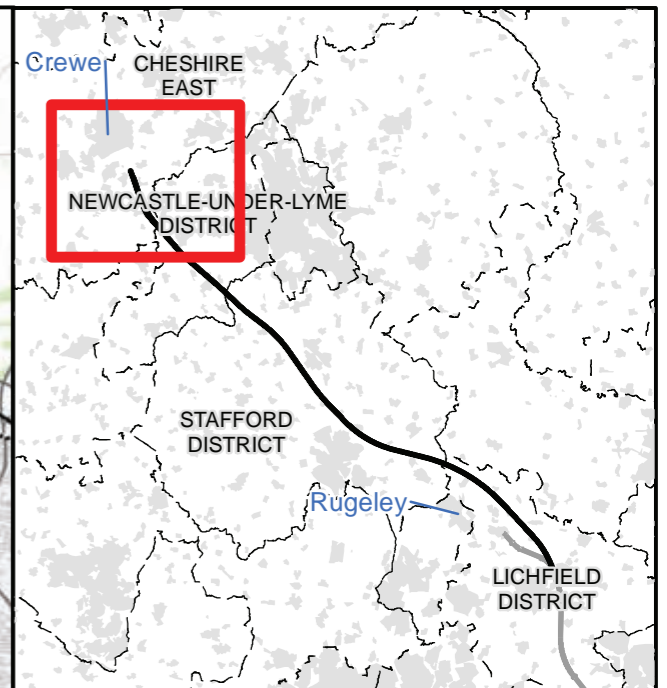 Crewe
CHESHIRE
EAST
NEWCASTLE-UNDER-LYME
DISTRICT
STAFFORD
DISTRICT
Rugeley
LICHFIELD
DISTRICT